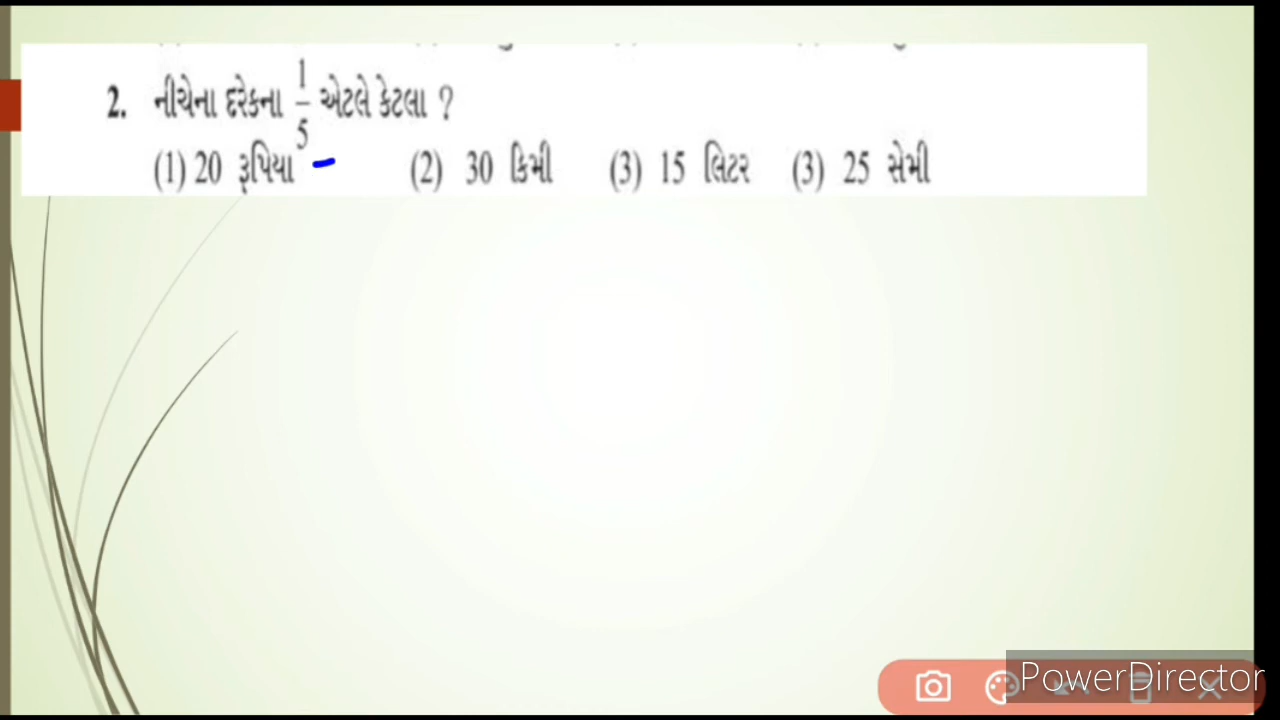 2. નીચેના દરેકના 1/5 એટલે કેટલા ?
(1) 20 રૂપિયા (2) 30 કિમી (3) 15 લિટર (3) 25 સેમી
PowerDirector